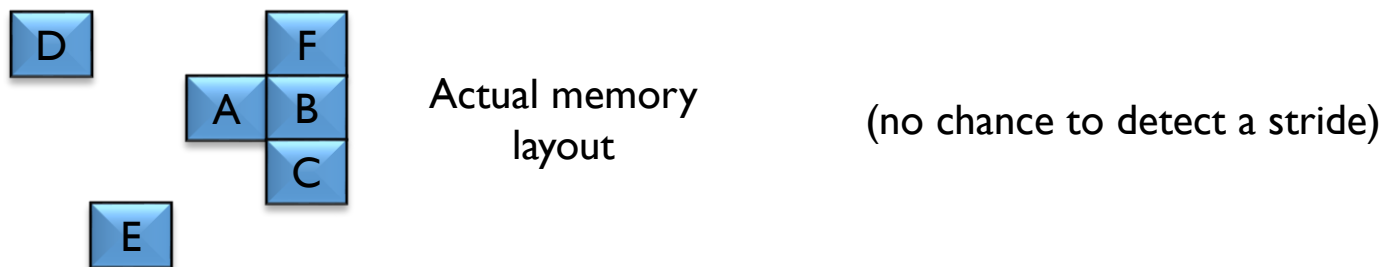 D
F
A
B
C
E
Actual memory
layout
(no chance to detect a stride)